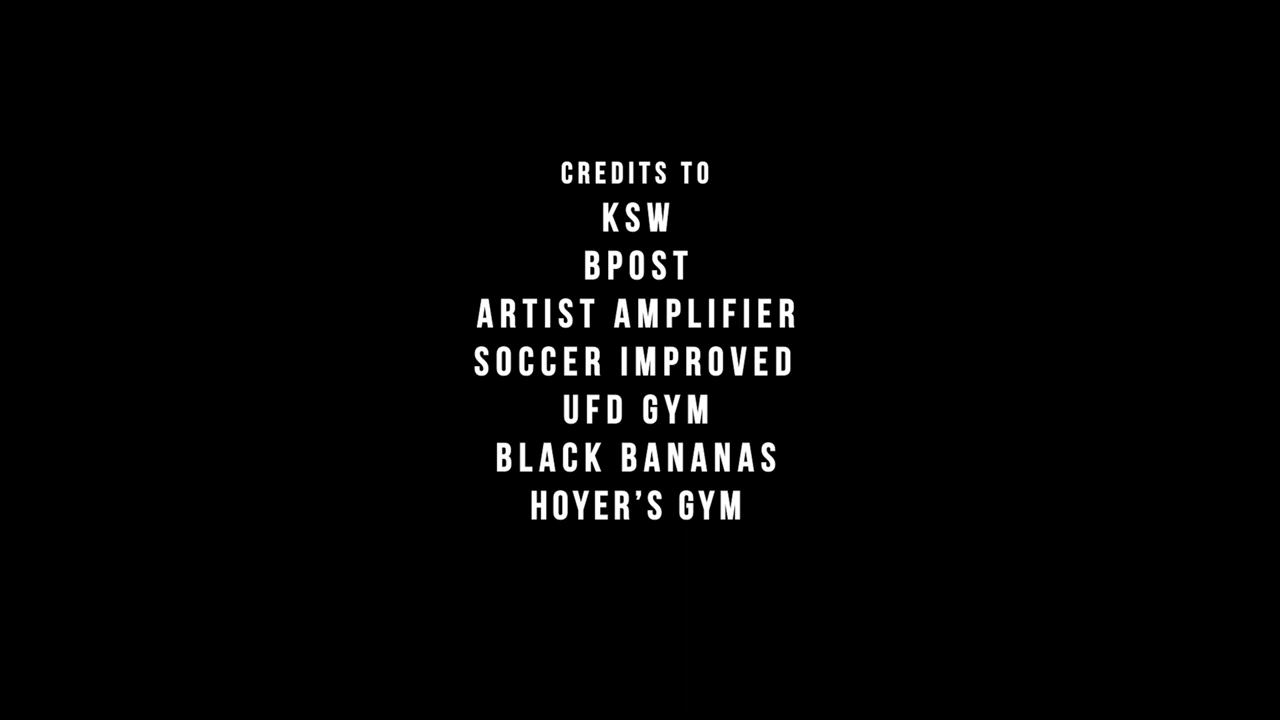 CREDITS TO
KSW
BPOST
ARTIST AMPLIFIER
SOCCER IMPROVED
UFD GYM
BLACK BANANAS
HOYER’S GYM